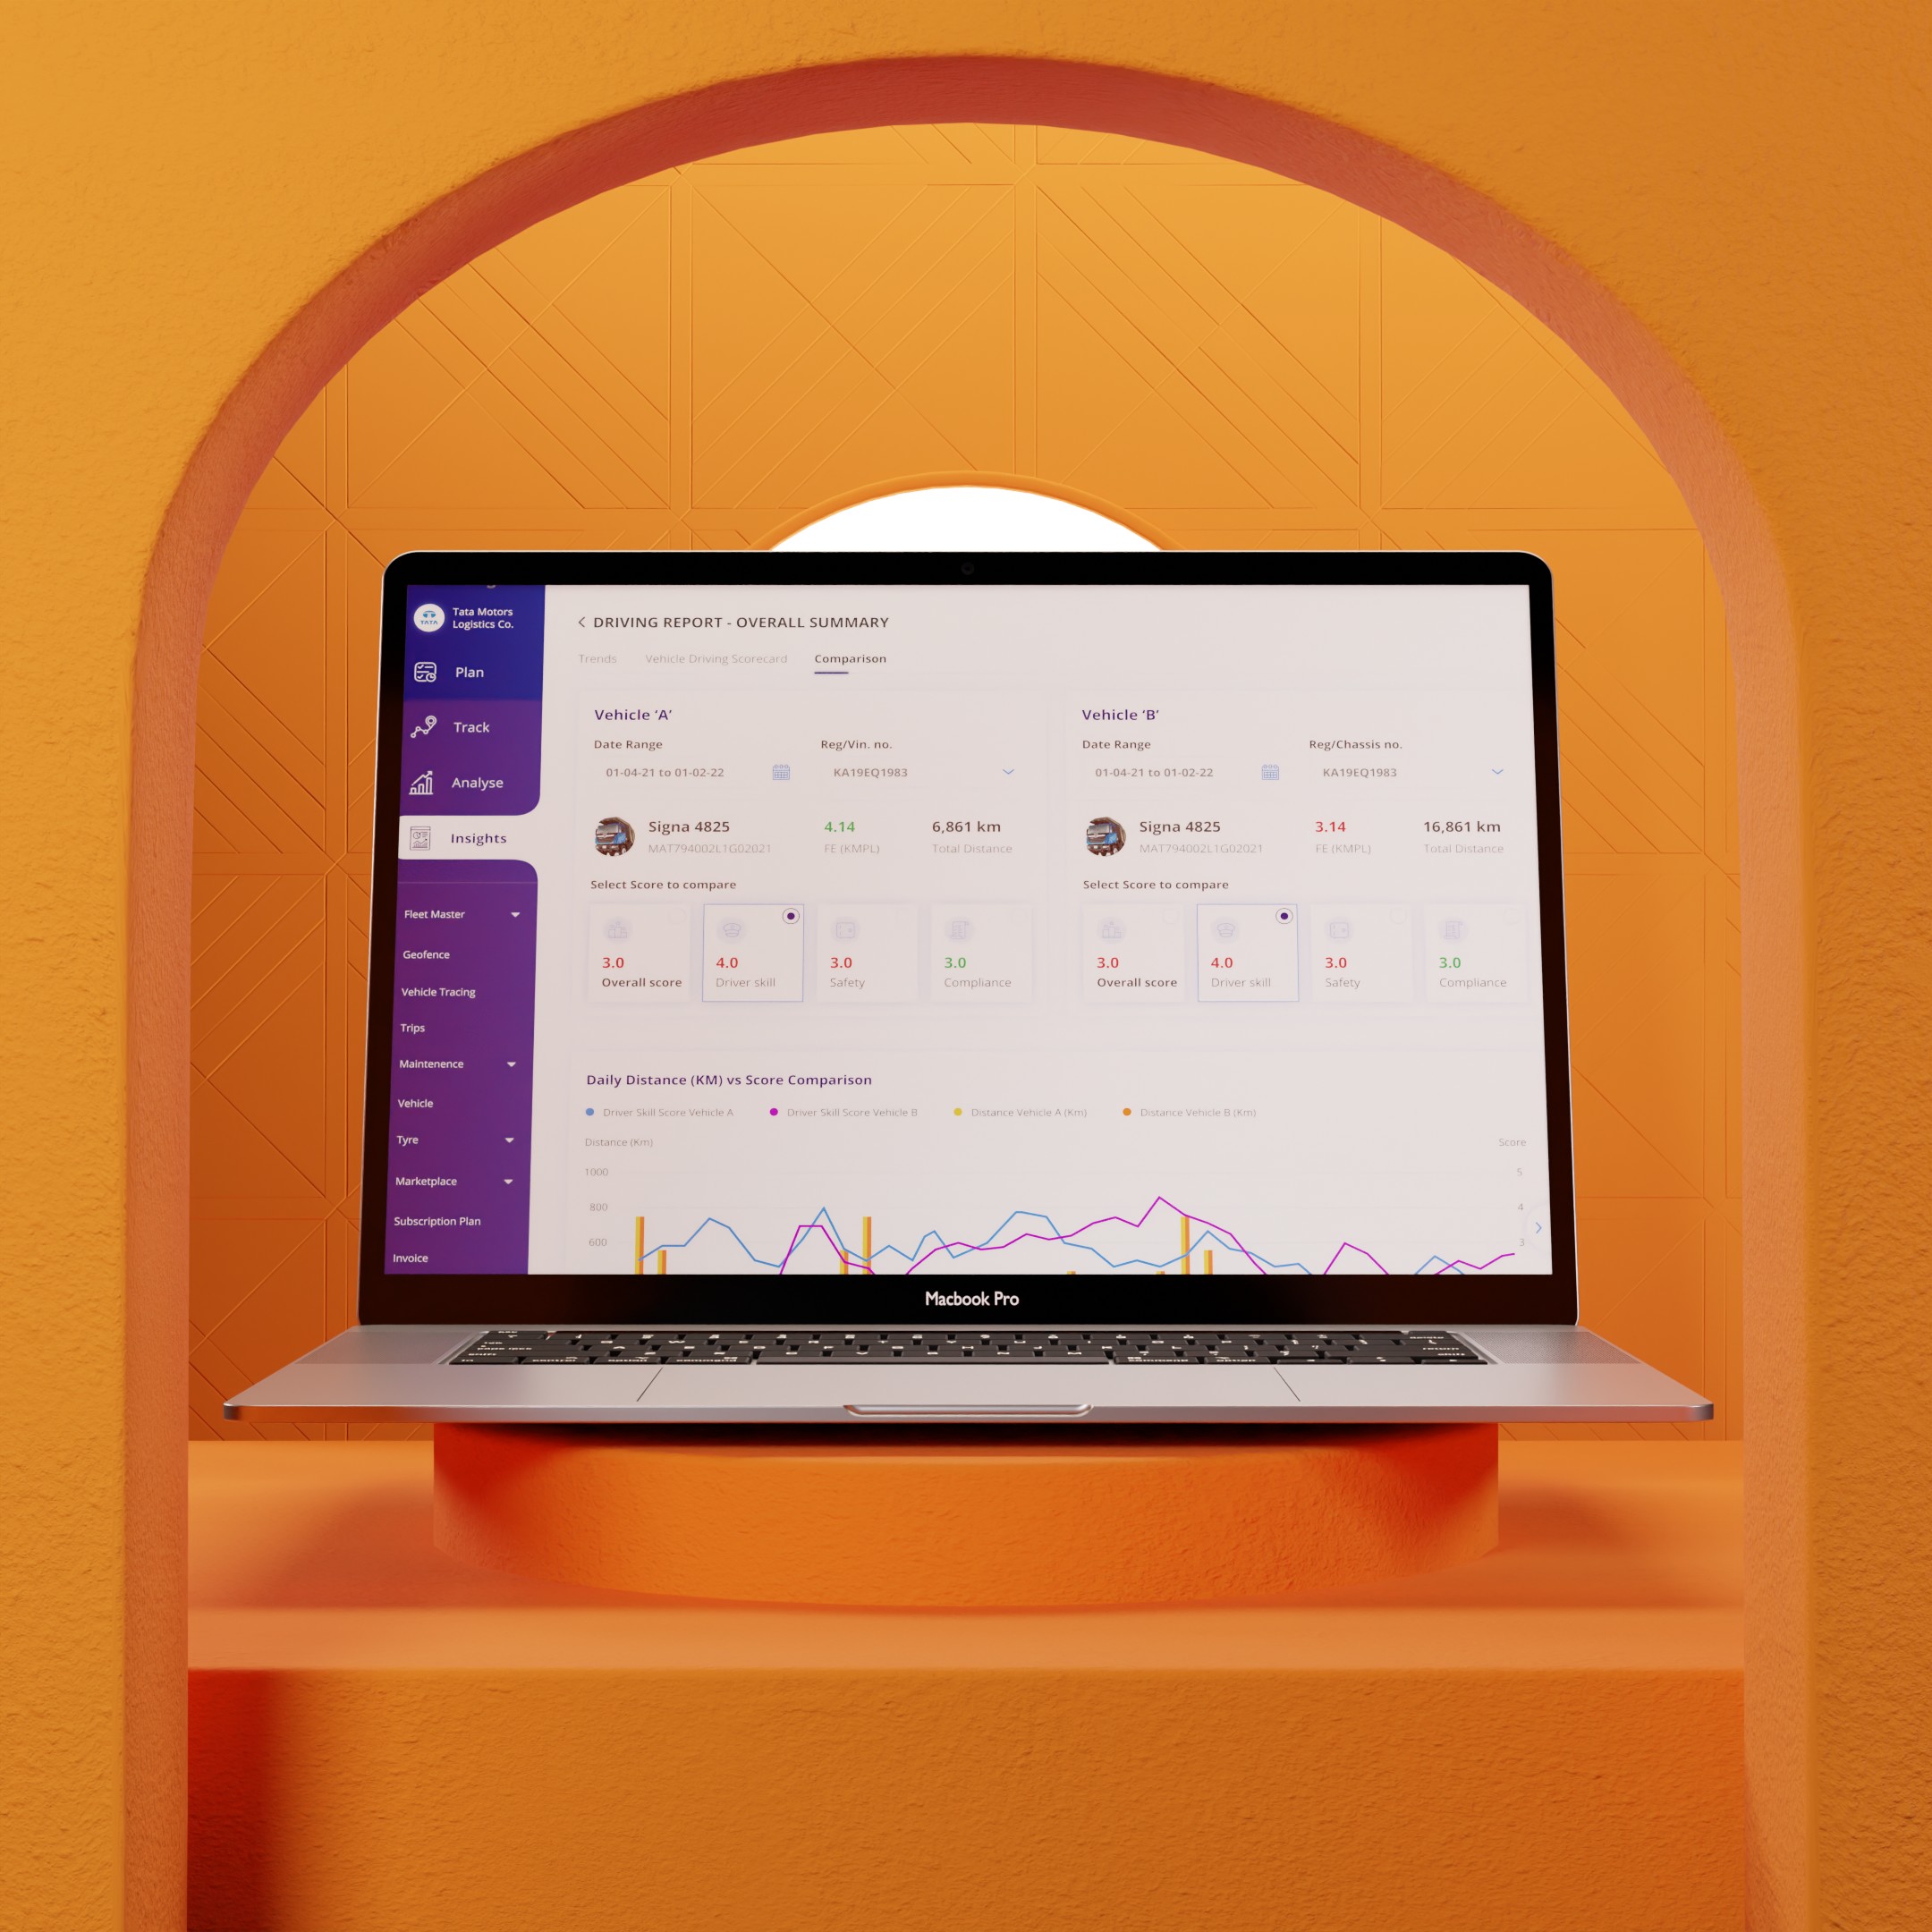 Tata Motors
Logistics Co.
TATA
Plan
Track
Analyse
Insights
Fleet Master
Geofence
Vehicle Tracing
Trips
Maintenence
Vehicle
Tyre
Marketplace
Subscription Plan
Invoice
DRIVING REPORT - OVERALL SUMMARY
Trends Vehicle Driving Scorecard Comparison
Vehicle ‘A’
Date Range Reg/Vin. no.
01-04-21 to 01-02-22 KA19EQ1983
Signa 4825 4.14 6,861 km
MAT794002L1G02021 FE (KMPL) Total Distance
Select Score to compare
3.0 4.0 3.0 3.0
Overall score Driver skill Safety Compliance
Vehicle ‘B’
Date Range Reg/Chassis no.
01-04-21 to 01-02-22 KA19EQ1983
Signa 4825 3.14 16,861 km
MAT794002L1G02021 FE (KMPL) Total Distance
Select Score to compare
3.0 4.0 3.0 3.0
Overall score Driver skill Safety Compliance
Daily Distance (KM) vs Score Comparison
Driver Skill Score Vehicle A Driver Skill Score Vehicle B Distance Vehicle A (Km) Distance Vehicle B (Km)
Distance (Km) Score
1000 5
800 4
600 3
Macbook Pro